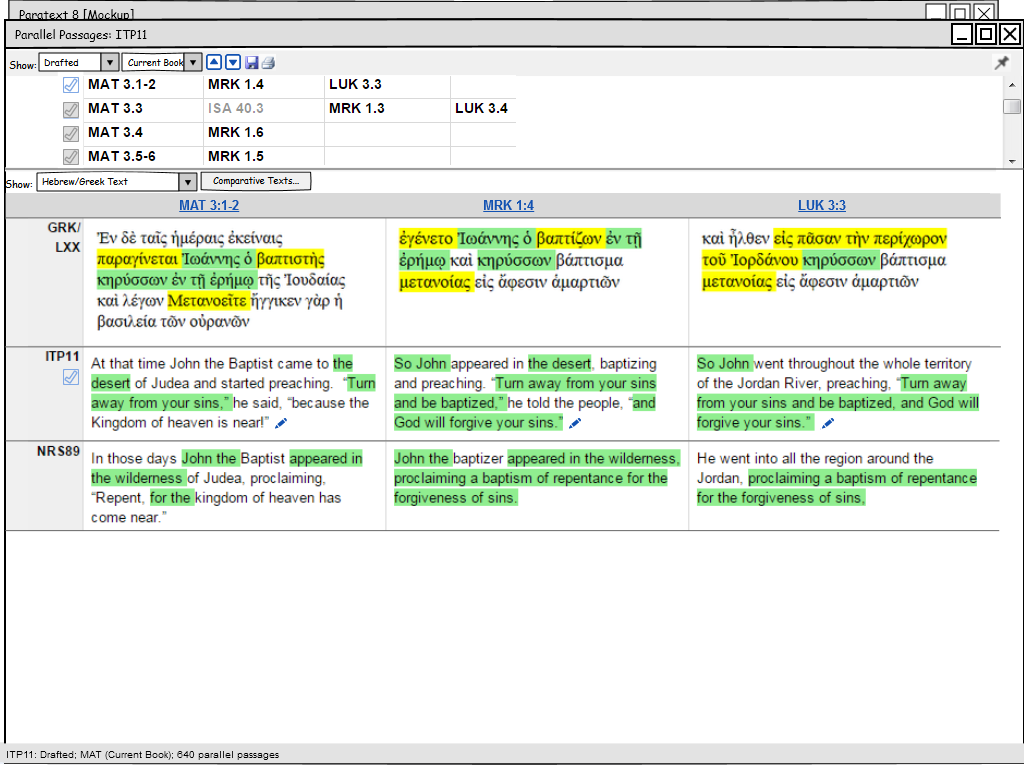 Paratext 8 [Mockup]
Parallel Passages: ITP11
Show: Drafted Current Book
MAT 3.1-2 MRK 1.4 LUK 3.3
MAT 3.3 ISA 40.3 MRK 1.3 LUK 3.4
MAT 3.4 MRK 1.6
MAT 3.5-6 MRK 1.5
Show: Hebrew/Greek Text Comparative Texts...
MAT 3:1-2 MRK 1:4 LUK 3:3
GRK/
LXX
Ἐν δὲ ταῖς ἡμέραις ἐκείναις
παραγίνεται Ἰωάννης ὁ βαπτιστὴς
κηρύσσων ἐν τῇ ἐρήμῳ τῆς Ἰουδαίας
καὶ λέγων Μετανοεῖτε ἤγγικεν γὰρ ἡ
βασιλεία τῶν οὐρανῶν
ἐγένετο Ἰωάννης ὁ βαπτίζων ἐν τῇ
ἐρήμῳ καὶ κηρύσσων βάπτισμα
μετανοίας εἰς ἄφεσιν ἁμαρτιῶν
καὶ ἦλθεν εἰς πᾶσαν τὴν περίχωρον
τοῦ Ἰορδάνου κηρύσσων βάπτισμα
μετανοίας εἰς ἄφεσιν ἁμαρτιῶν
ITP11
At that time John the Baptist came to the
desert of Judea and started preaching. “Turn
away from your sins,” he said, “because the
Kingdom of heaven is near!”
So John appeared in the desert, baptizing
and preaching. “Turn away from your sins
and be baptized,” he told the people, “and
God will forgive your sins.”
So John went throughout the whole territory
of the Jordan River, preaching, “Turn away
from your sins and be baptized, and God will
forgive your sins.”
NRS89
In those days John the Baptist appeared in
the wilderness of Judea, proclaiming,
“Repent, for the kingdom of heaven has
come near.”
John the baptizer appeared in the wilderness,
proclaiming a baptism of repentance for the
forgiveness of sins.
He went into all the region around the
Jordan, proclaiming a baptism of repentance
for the forgiveness of sins,
ITP11: Drafted; MAT (Current Book); 640 parallel passages